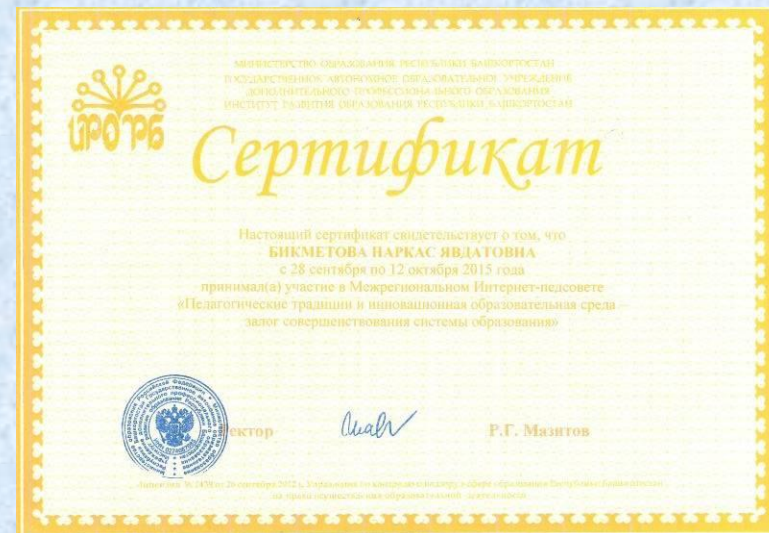 МИНИСТЕРСТВО ОБРАЗОВАНИЯ РЕСПУБЛИКИ БАШКОРТОСТАН
ГОСУДАРСТВЕННОЕ АВТОНОМНОЕ ОБРАЗОВАТЕЛЬНОЕ УЧРЕЖДЕНИЕ
ДОПОЛНИТЕЛЬНОГО ПРОФЕССИОНАЛЬНОГО ОБРАЗОВАНИЯ
ИНСТИТУТ РАЗВИТИЯ ОБРАЗОВАНИЯ РЕСПУБЛИКИ БАШКОРТОСТАН
ИРО РБ
Сертификат
Настоящий сертификат свидетельствует о том, что
БИКМЕТОВА НАРКАС ЯВДАТОВНА
с 28 сентября по 12 октября 2015 года
принимал(а) участие в Межрегиональном Интернет-педсовете
«Педагогические традиции и инновационная образовательная среда –
залог совершенствования системы образования»
ектор Р.Г. Мазитов